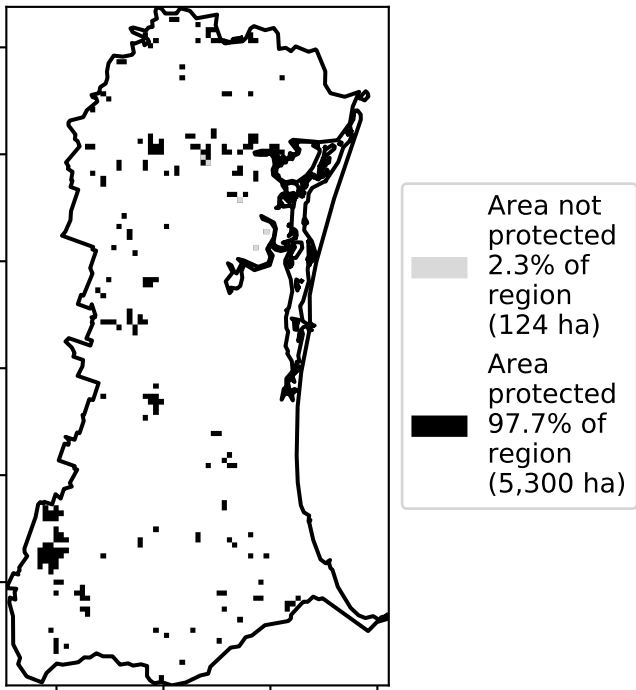 Area not
protected
2.3% of
region
(124 ha)
Area
protected
97.7% of
region
(5,300 ha)